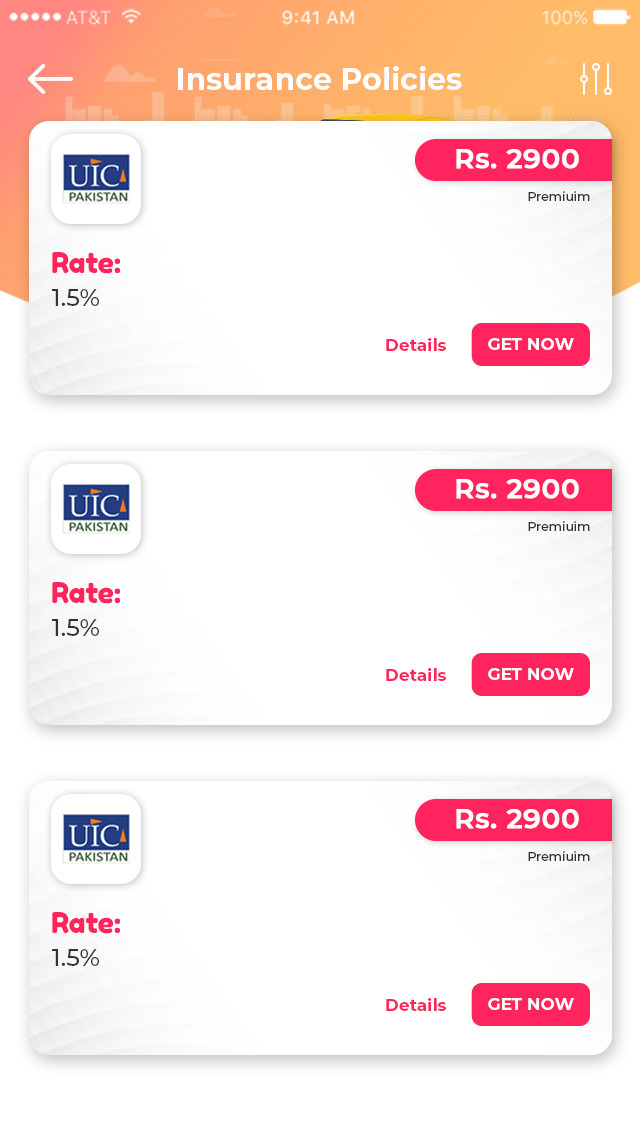 AT&T 9:41 AM 100%
Insurance Policies
UIC
PAKISTAN
Rs. 2900
Premiuim
Rate:
1.5%
Details
GET NOW
UIC
PAKISTAN
Rs. 2900
Premiuim
Rate:
1.5%
Details
GET NOW
UIC
PAKISTAN
Rs. 2900
Premiuim
Rate:
1.5%
Details
GET NOW